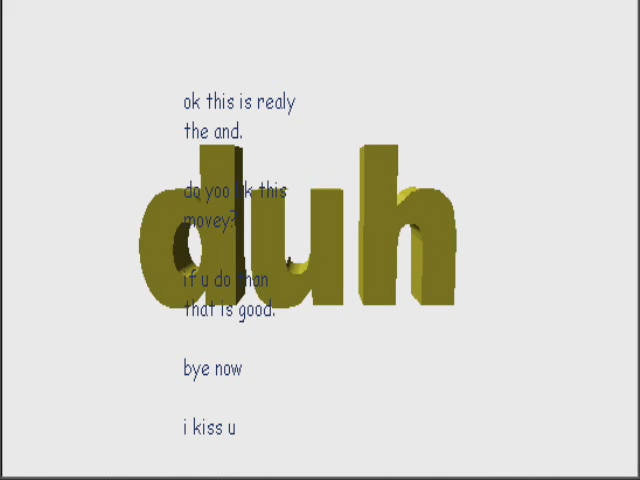 ok this is realy
the and.
do yoo  this
movey?
duh
if u do than
that is good.
bye now
i kiss u